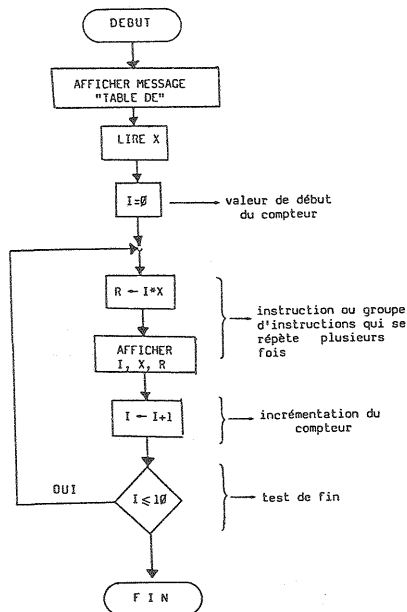 DEBUT
AFFICHER MESSAGE
"TABLE DE"
LIRE X
I=Ø
valeur de début
du compteur
R ← I*X
AFFICHER
I, X, R
instruction ou groupe
d'instructions qui se
répète plusieurs
fois
I ← I+1
incrémentation du
compteur
OUI
I ≤ 1Ø
test de fin
F I N